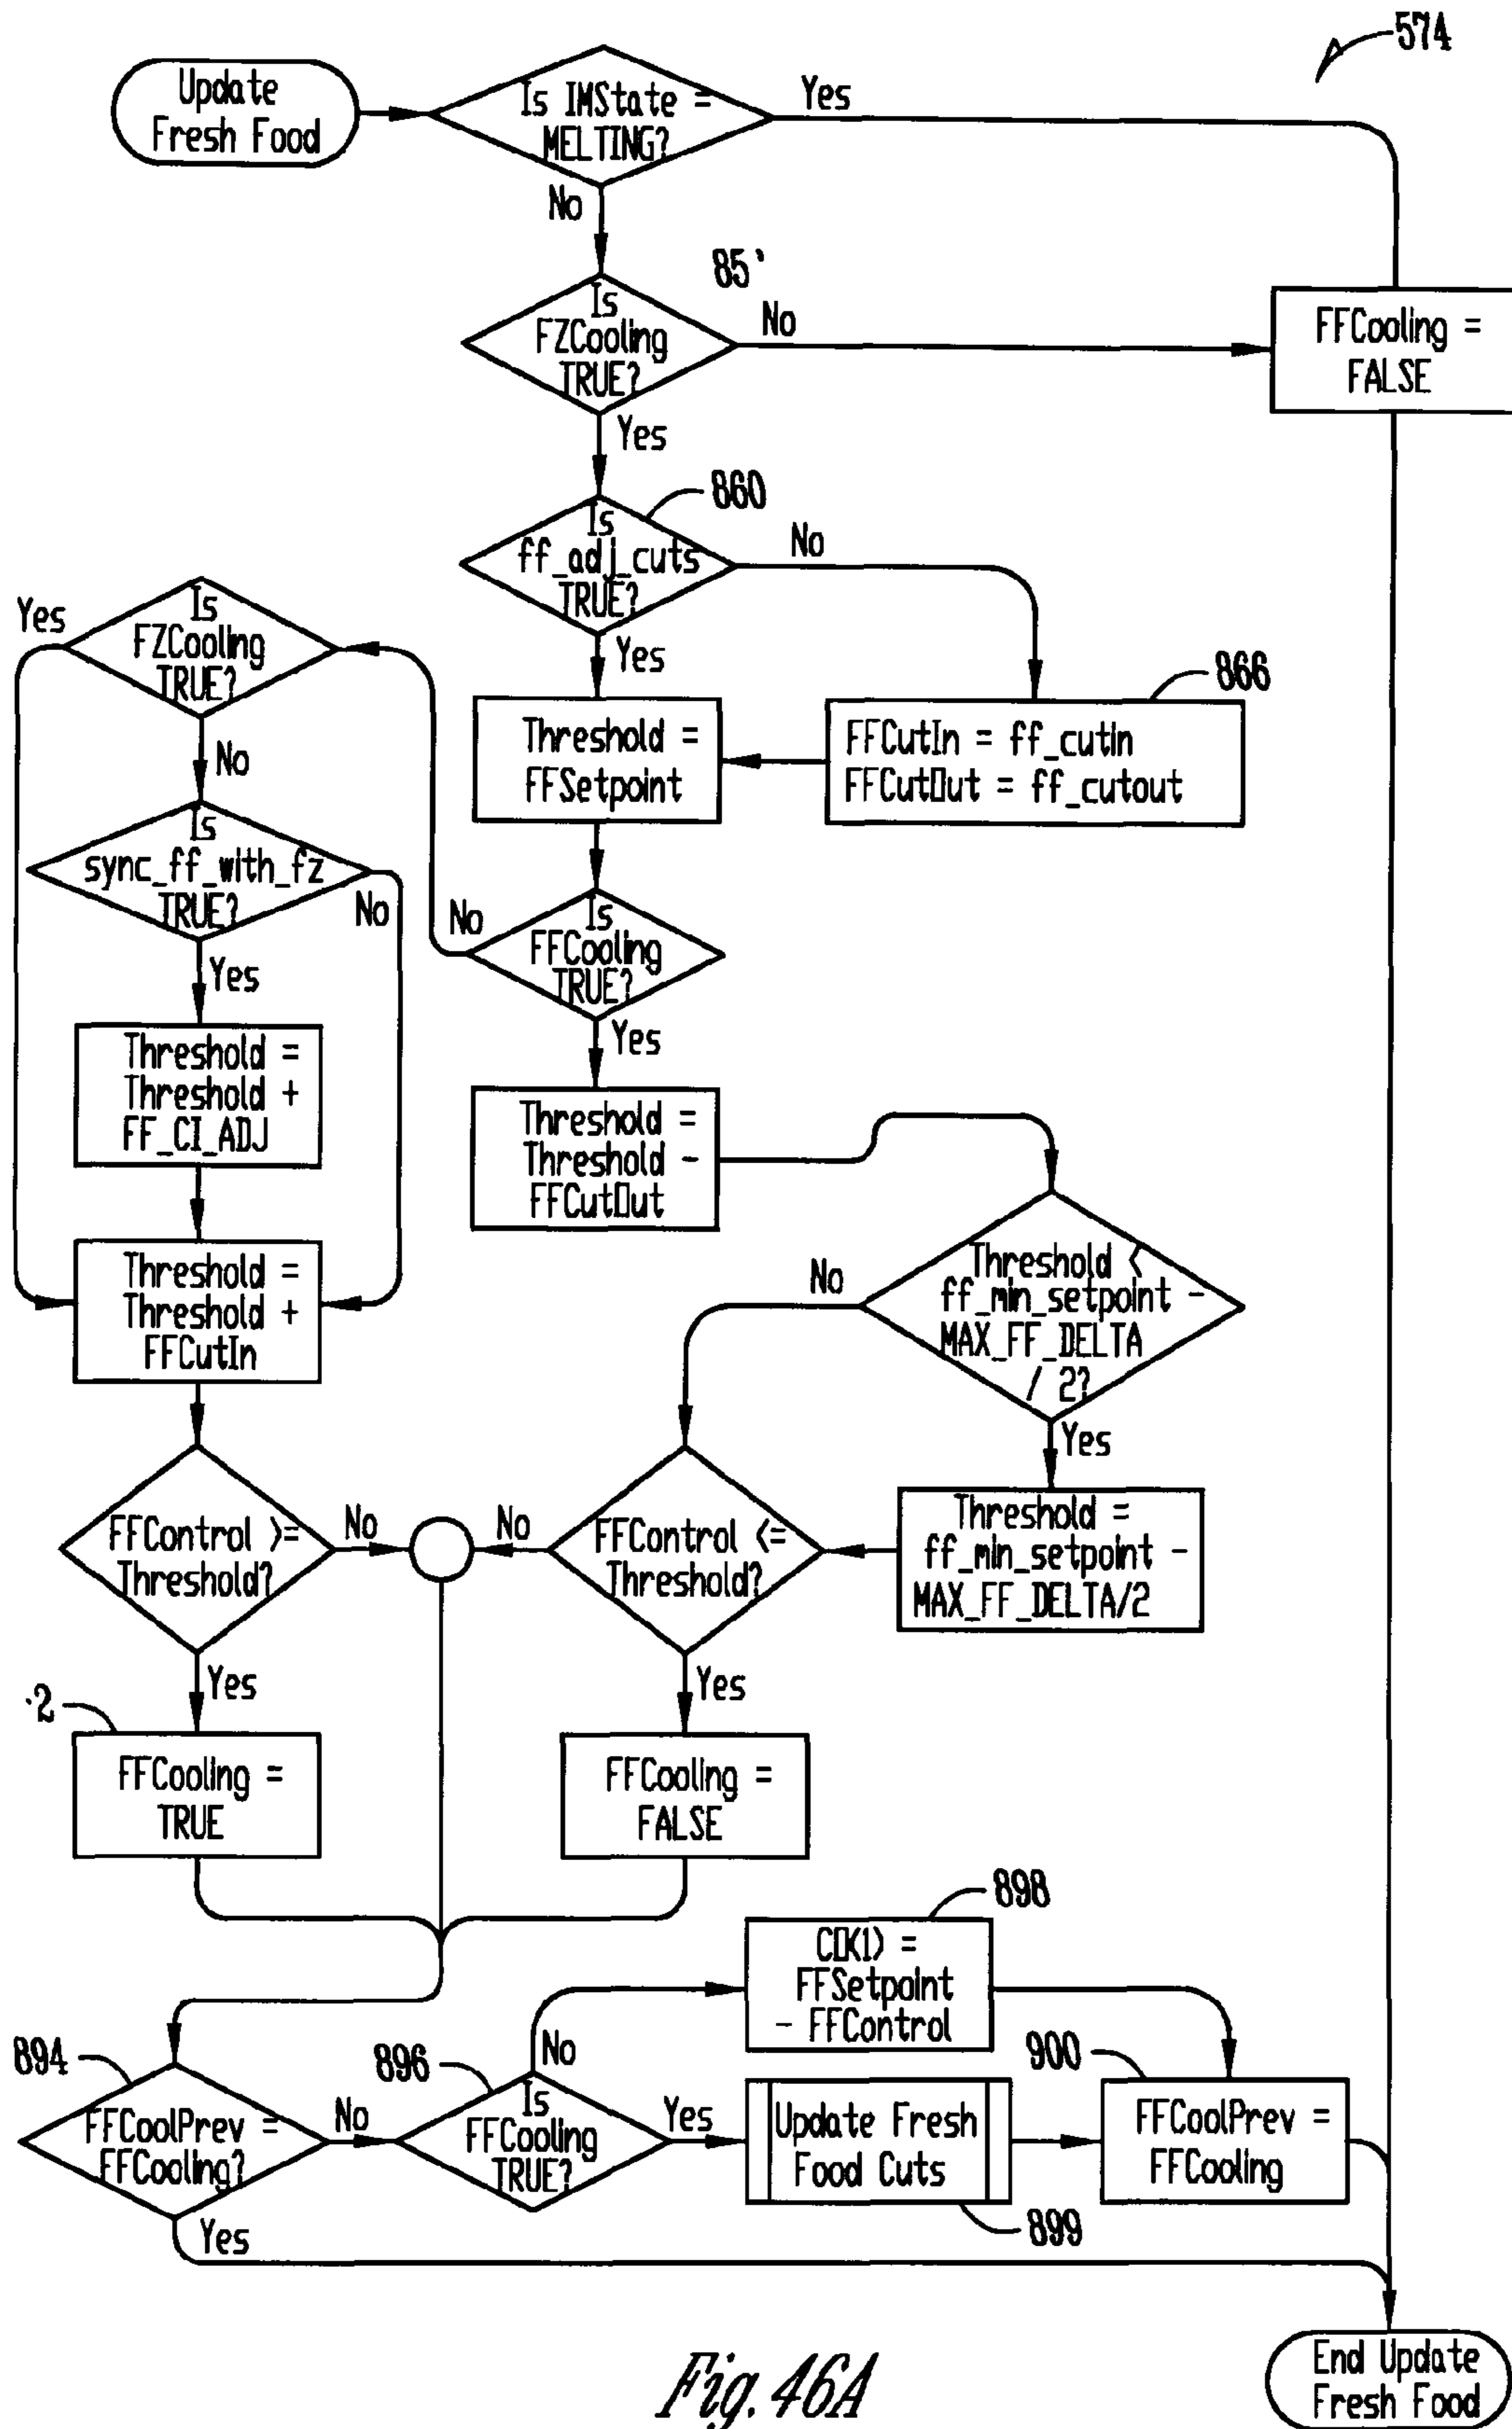 574
Update
Fresh Food
Is IMState =
MELTING?
Yes
No
85'
Is
FZCooling
TRUE?
No
FFCooling =
FALSE
Yes
860
Is
ff_adj_cuts
TRUE?
No
Yes
866
FFCutIn = ff_cutin
FFCutOut = ff_cutout
Threshold =
FFSetpoint
Is
FZCooling
TRUE?
Yes
No
Is
sync_ff_with_fz
TRUE?
No
Yes
Is
FFCooling
TRUE?
No
Yes
Threshold =
Threshold +
FF_CI_ADJ
Threshold =
Threshold -
FFCutOut
Threshold =
Threshold +
FFCutIn
Threshold <
ff_min_setpoint -
MAX_FF_DELTA
/ 2?
No
Yes
FFControl >=
Threshold?
No
Yes
FFControl <=
Threshold?
No
Yes
Threshold =
ff_min_setpoint -
MAX_FF_DELTA/2
2
FFCooling =
TRUE
FFCooling =
FALSE
898
CO(1) =
FFSetpoint
- FFControl
894
FFCoolPrev =
FFCooling?
No
Yes
896
Is
FFCooling
TRUE?
No
Yes
Update Fresh
Food Cuts
899
900
FFCoolPrev =
FFCooling
End Update
Fresh Food
Fig. 46A